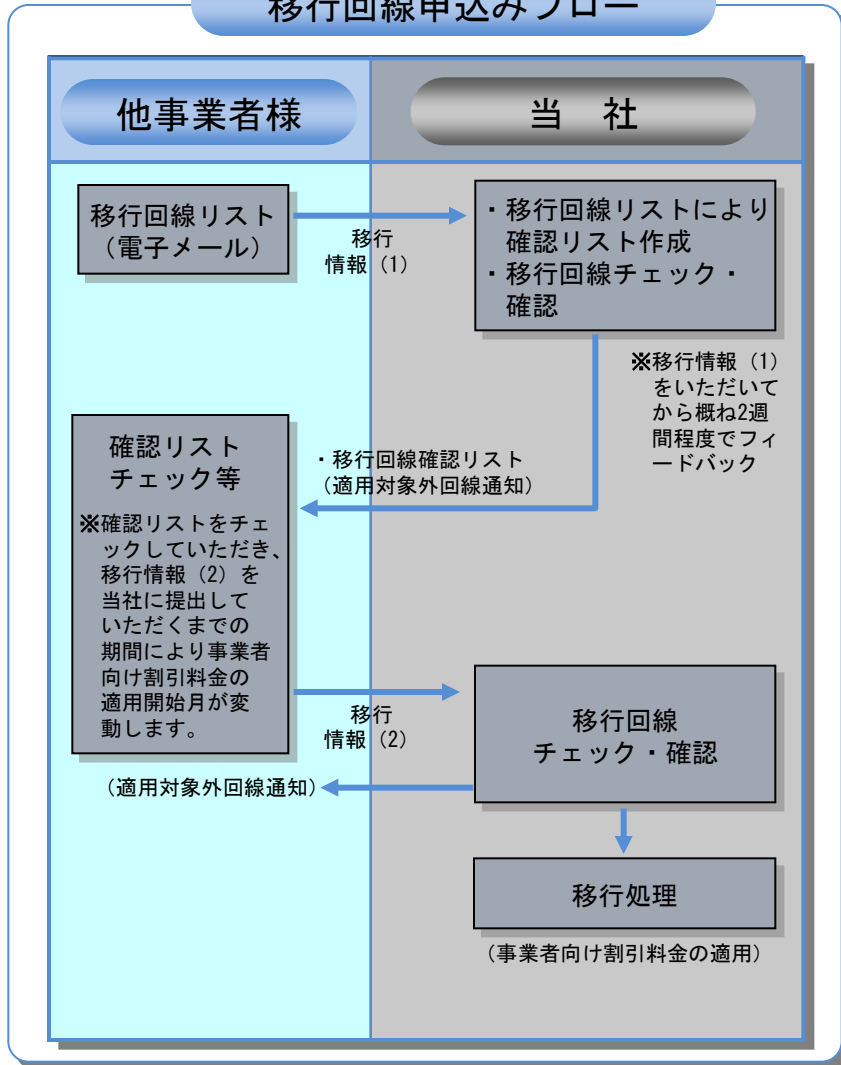 移行回線申込みフロー
他事業者様
当 社
移行回線リスト
（電子メール）
移行
情報（1）
・移行回線リストにより
確認リスト作成
・移行回線チェック・
確認
※移行情報（1）
をいただいて
から概ね2週
間程度でフィ
ードバック
・移行回線確認リスト
（適用対象外回線通知）
確認リスト
チェック等
※確認リストをチェ
ックしていただき、
移行情報（2）を
当社に提出して
いただくまでの
期間により事業者
向け割引料金の
適用開始月が変
動します。
移行
情報（2）
移行回線
チェック・確認
（適用対象外回線通知）
移行処理
（事業者向け割引料金の適用）